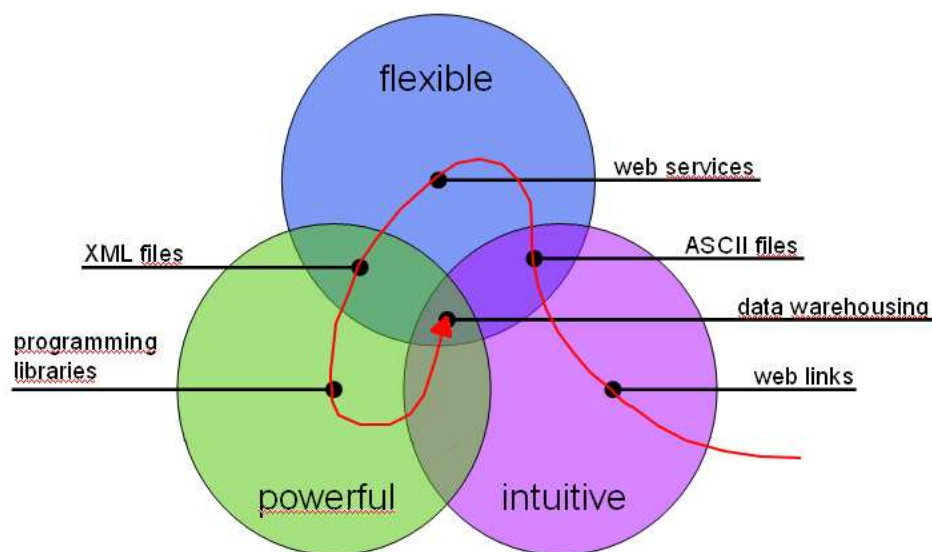 flexible
web services
ASCII files
XML files
data warehousing
programming
libraries
web links
powerful
intuitive